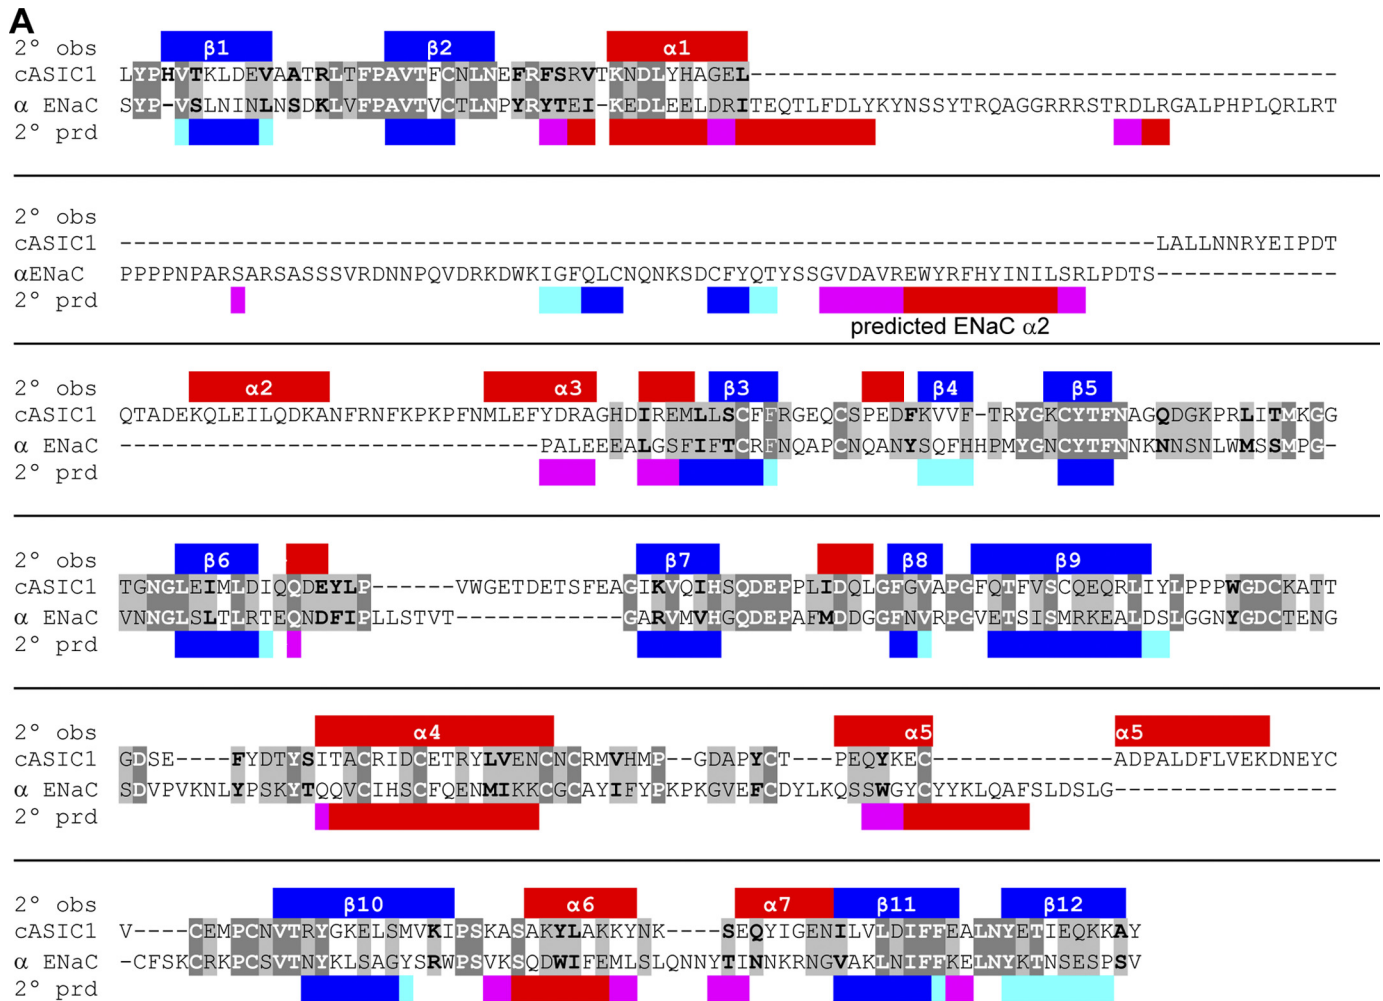 A
β1 β2 α1
2° obs
cASIC1 LYPHVTKLDEVAATRLTFPAVTFCNLNEFRFSRVTKNDLYHAGEL------------------------------------------
α ENaC SYP-VSLNINLNSDKLVFPAVTVCTLNPYRYTEI-KEDLEELDRITEQTLFDLYKYNSSYTRQAGGRRRSTRDLRGALPHPLQRLRT
2° prd
2° obs
cASIC1 --------------------------------------------------------------------------LALLNNRYEIPDT
αENaC PPPPNPARSARSASSSVRDNNPQVDRKDWKIGFQLCNQNKSDCFYQTYSSGVDAVREWYRFHYINILSRLPDTS-------------
2° prd
predicted ENaC α2
2° obs α2 α3 β3 β4 β5
cASIC1 QTADEKQLEILQDKANFRNFKPKPFNMLEFYDRAGHDIREMLLSCFFRGEQCSPEDFKVVF-TRYGKCYTFNAGQDGKPRLITMKGG
α ENaC ------------------------------PALEEEALGSFIFTCRFNQAPCNQANYSQFHHPMYGNCYTFNNKNNSNLWMSSMPG-
2° prd
2° obs β6 β7 β8 β9
cASIC1 TGNGLEIMLDIQQDEYLP------VWGETDETSFEAGIKVQIHSQDEPPLIDQLGFGVAPGFQTFVSCQEQRLIYLPPPWGDCKATT
α ENaC VNNGLSLTLRTEQNDFIPLLSTVT------------GARVMVHGQDEPAFMDDGGFNVRPGVETSISMRKEALDSLGGNYGDCTENG
2° prd
2° obs α4 α5 α5
cASIC1 GDSE----FYDTYSITACRIDCETRYLVENCNCRMVHMP--GDAPYCT---PEQYKEC-------------ADPALDFLVEKDNEYC
α ENaC SDVPVKNLYPSKYTQQVCIHSCFQENMIKKCGCAYIFYPKPKGVEFCDYLKQSSWGYCYYKLQAFSLDSLG----------------
2° prd
2° obs β10 α6 α7 β11 β12
cASIC1 V----CEMPCNVTRYGKELSMVKIPSKASAKYLAKKYNK----SEQYIGENILVLDIFFEALNYETIEQKKAY
α ENaC -CFSKCRKPCSVTNYKLSAGYSRWPSVKSQDWIFEMLSLQNNYTINNKRNGVAKLNIFFKELNYKTNSESPSV
2° prd